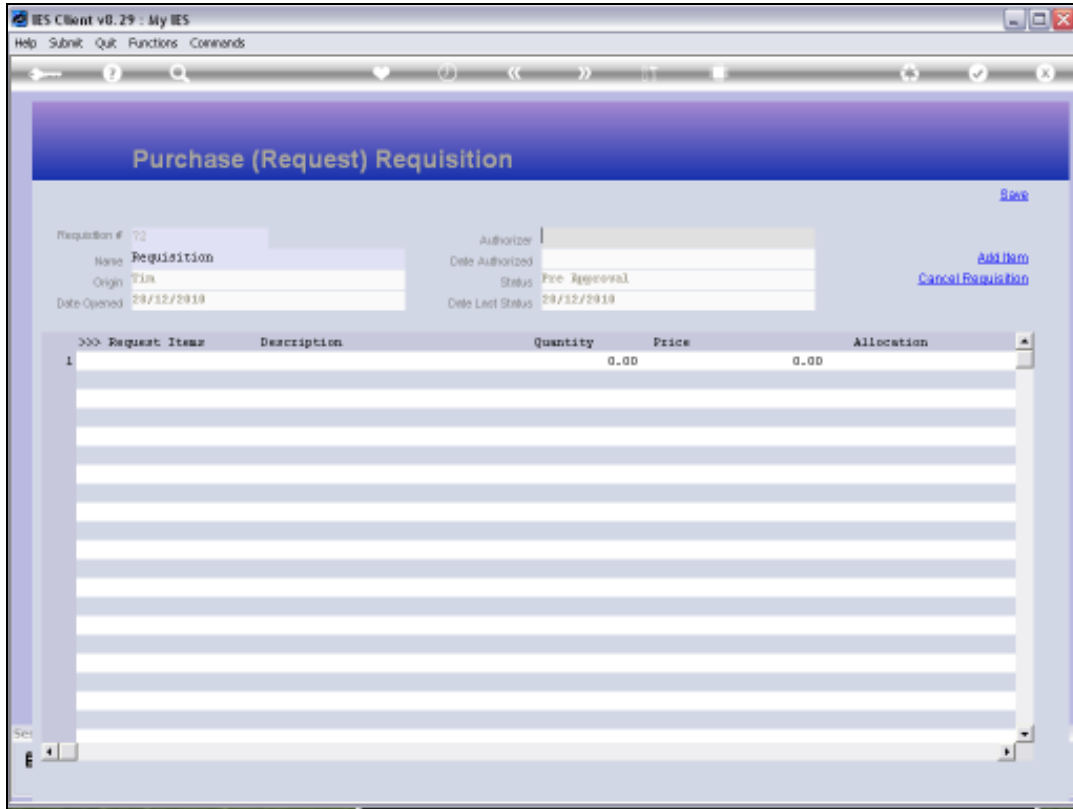 IES Client v8.29 : My IES
Help Submit Quit Functions Commands
Purchase (Request) Requisition
Save
Requisition # 72
Authorizer
Name Requisition
Date Authorized
Add Item
Origin Tim
Status Pre Approval
Cancel Requisition
Date Opened 20/12/2010
Date Last Status 20/12/2010
>>> Request Items Description Quantity Price Allocation
1 0.00 0.00